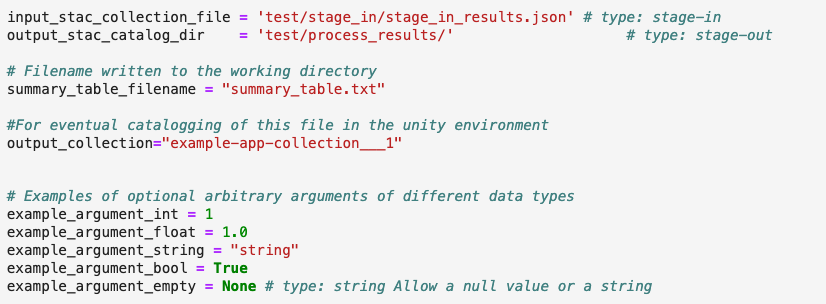 input_stac_collection_file = 'test/stage_in/stage_in_results.json' # type: stage-in
output_stac_catalog_dir    = 'test/process_results/'                    # type: stage-out
# Filename written to the working directory
summary_table_filename = "summary_table.txt"
#For eventual catalogging of this file in the unity environment
output_collection="example-app-collection___1"
# Examples of optional arbitrary arguments of different data types
example_argument_int = 1
example_argument_float = 1.0
example_argument_string = "string"
example_argument_bool = True
example_argument_empty = None # type: string Allow a null value or a string